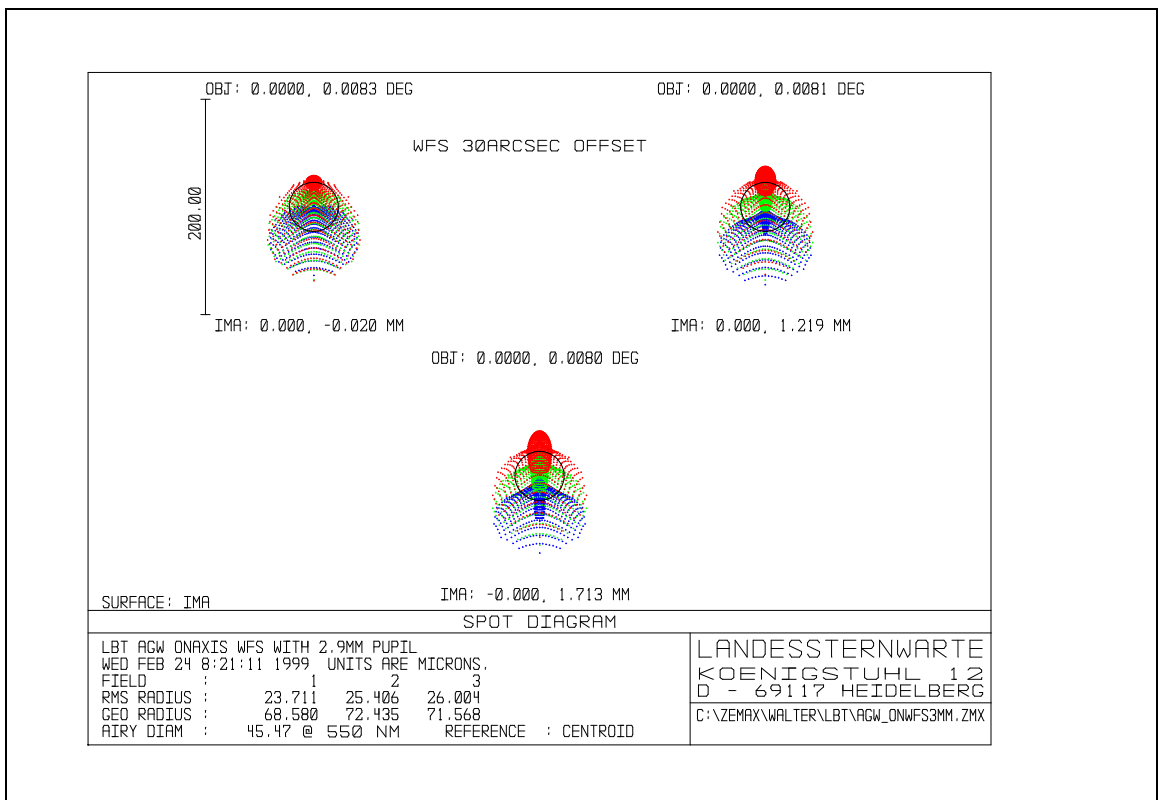 OBJ: 0.0000, 0.0083 DEG
OBJ: 0.0000, 0.0081 DEG
WFS 30ARCSEC OFFSET
200.00
IMA: 0.000, -0.020 MM
IMA: 0.000, 1.219 MM
OBJ: 0.0000, 0.0080 DEG
IMA: -0.000, 1.713 MM
SURFACE: IMA
SPOT DIAGRAM
LBT AGW ONAXIS WFS WITH 2.9MM PUPIL
WED FEB 24 8:21:11 1999 UNITS ARE MICRONS.
FIELD : 1 2 3
RMS RADIUS : 23.711 25.406 26.004
GEO RADIUS : 68.580 72.435 71.568
AIRY DIAM : 45.47 @ 550 NM REFERENCE : CENTROID
LANDESSTERNWARTE
KOENIGSTUHL 12
D - 69117 HEIDELBERG
C:\ZEMAX\WALTER\LBT\AGW_ONWFS3MM.ZMX